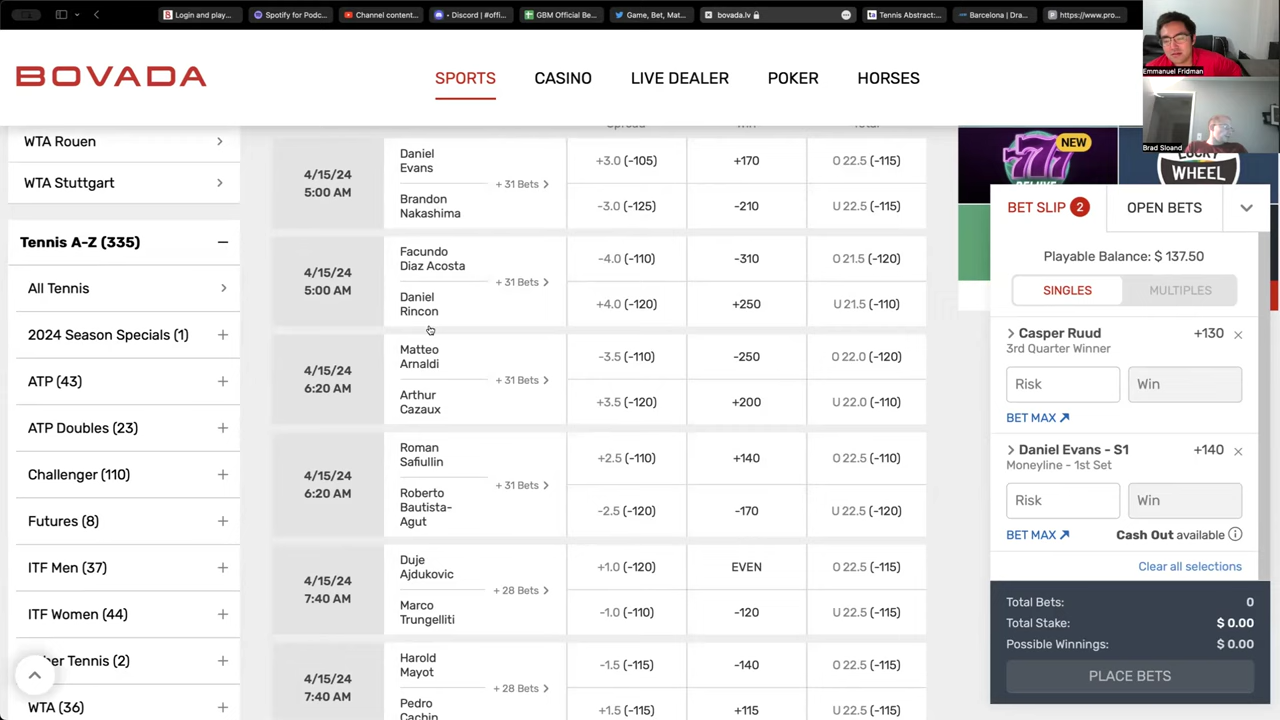 Login and play...
Spotify for Podc...
Channel content...
Discord | #offi...
GBM Official Be...
Game, Bet, Mat...
bovada.lv
Tennis Abstract:...
Barcelona | Dra...
https://www.pro...
BOVADA
SPORTS
CASINO
LIVE DEALER
POKER
HORSES
Emmanuel Fridman
Brad Sloand
WTA Rouen
WTA Stuttgart
Tennis A-Z (335)
All Tennis
2024 Season Specials (1)
ATP (43)
ATP Doubles (23)
Challenger (110)
Futures (8)
ITF Men (37)
ITF Women (44)
her Tennis (2)
WTA (36)
Spread
Win
Total
4/15/24
5:00 AM
Daniel
Evans
Brandon
Nakashima
+ 31 Bets
+3.0 (-105)
+170
O 22.5 (-115)
-3.0 (-125)
-210
U 22.5 (-115)
4/15/24
5:00 AM
Facundo
Diaz Acosta
Daniel
Rincon
+ 31 Bets
-4.0 (-110)
-310
O 21.5 (-120)
+4.0 (-120)
+250
U 21.5 (-110)
4/15/24
6:20 AM
Matteo
Arnaldi
Arthur
Cazaux
+ 31 Bets
-3.5 (-110)
-250
O 22.0 (-120)
+3.5 (-120)
+200
U 22.0 (-110)
4/15/24
6:20 AM
Roman
Safiullin
Roberto
Bautista-
Agut
+ 31 Bets
+2.5 (-110)
+140
O 22.5 (-110)
-2.5 (-120)
-170
U 22.5 (-120)
4/15/24
7:40 AM
Duje
Ajdukovic
Marco
Trungelliti
+ 28 Bets
+1.0 (-120)
EVEN
O 22.5 (-115)
-1.0 (-110)
-120
U 22.5 (-115)
4/15/24
7:40 AM
Harold
Mayot
Pedro
Cachin
+ 28 Bets
-1.5 (-115)
-140
O 22.5 (-115)
+1.5 (-115)
+115
U 22.5 (-115)
NEW
777
DELUXE
LUCKY
WHEEL
BET SLIP 2
OPEN BETS
Playable Balance: $ 137.50
SINGLES
MULTIPLES
Casper Ruud
+130
3rd Quarter Winner
Risk
Win
BET MAX
Daniel Evans - S1
+140
Moneyline - 1st Set
Risk
Win
BET MAX
Cash Out available
Clear all selections
Total Bets:
0
Total Stake:
$ 0.00
Possible Winnings:
$ 0.00
PLACE BETS